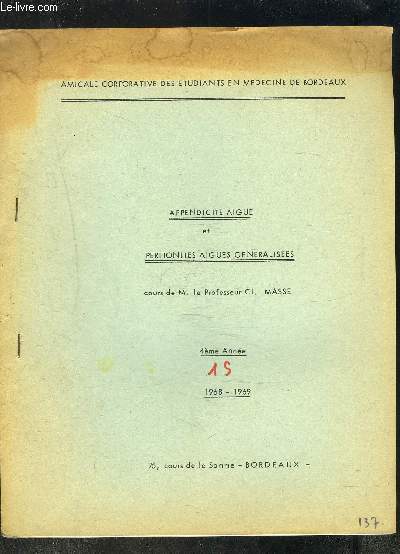 Le-livre.com
AMICALE CORPORATIVE DES ETUDIANTS EN MEDECINE DE BORDEAUX
APPENDICITE AIGUE
et
PERITONITES AIGUES GENERALISEES
cours de M. le Professeur Cl. MASSE
4ème Année
15
1968 - 1969
cours de la Somme - BORDEAUX -
137